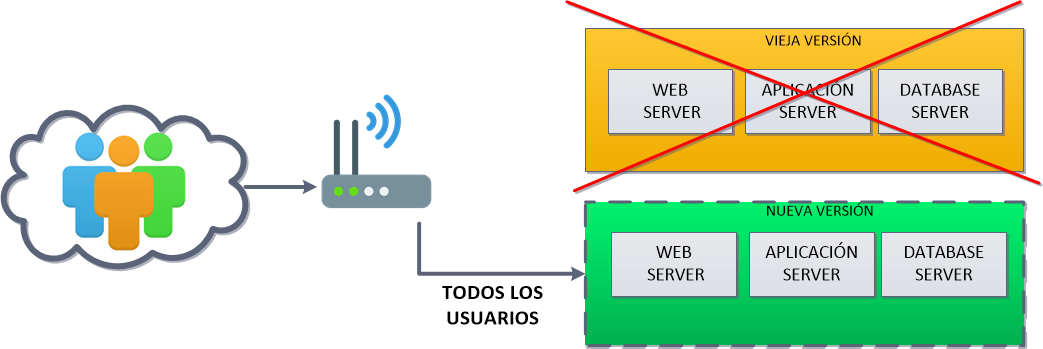 VIEJA VERSIÓN
WEB
SERVER
APLICACIÓN
SERVER
DATABASE
SERVER
NUEVA VERSIÓN
WEB
SERVER
APLICACIÓN
SERVER
DATABASE
SERVER
TODOS LOS
USUARIOS